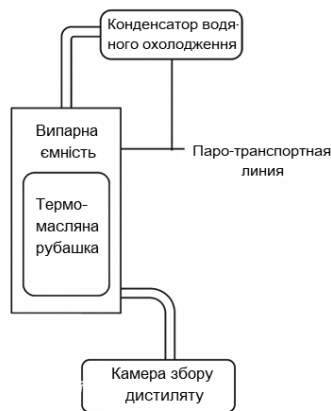 Конденсатор водя-
ного охолодження
Випарна
ємність
Паро-транспортная
линия
Термо-
масляна
рубашка
Камера збору
дистиляту